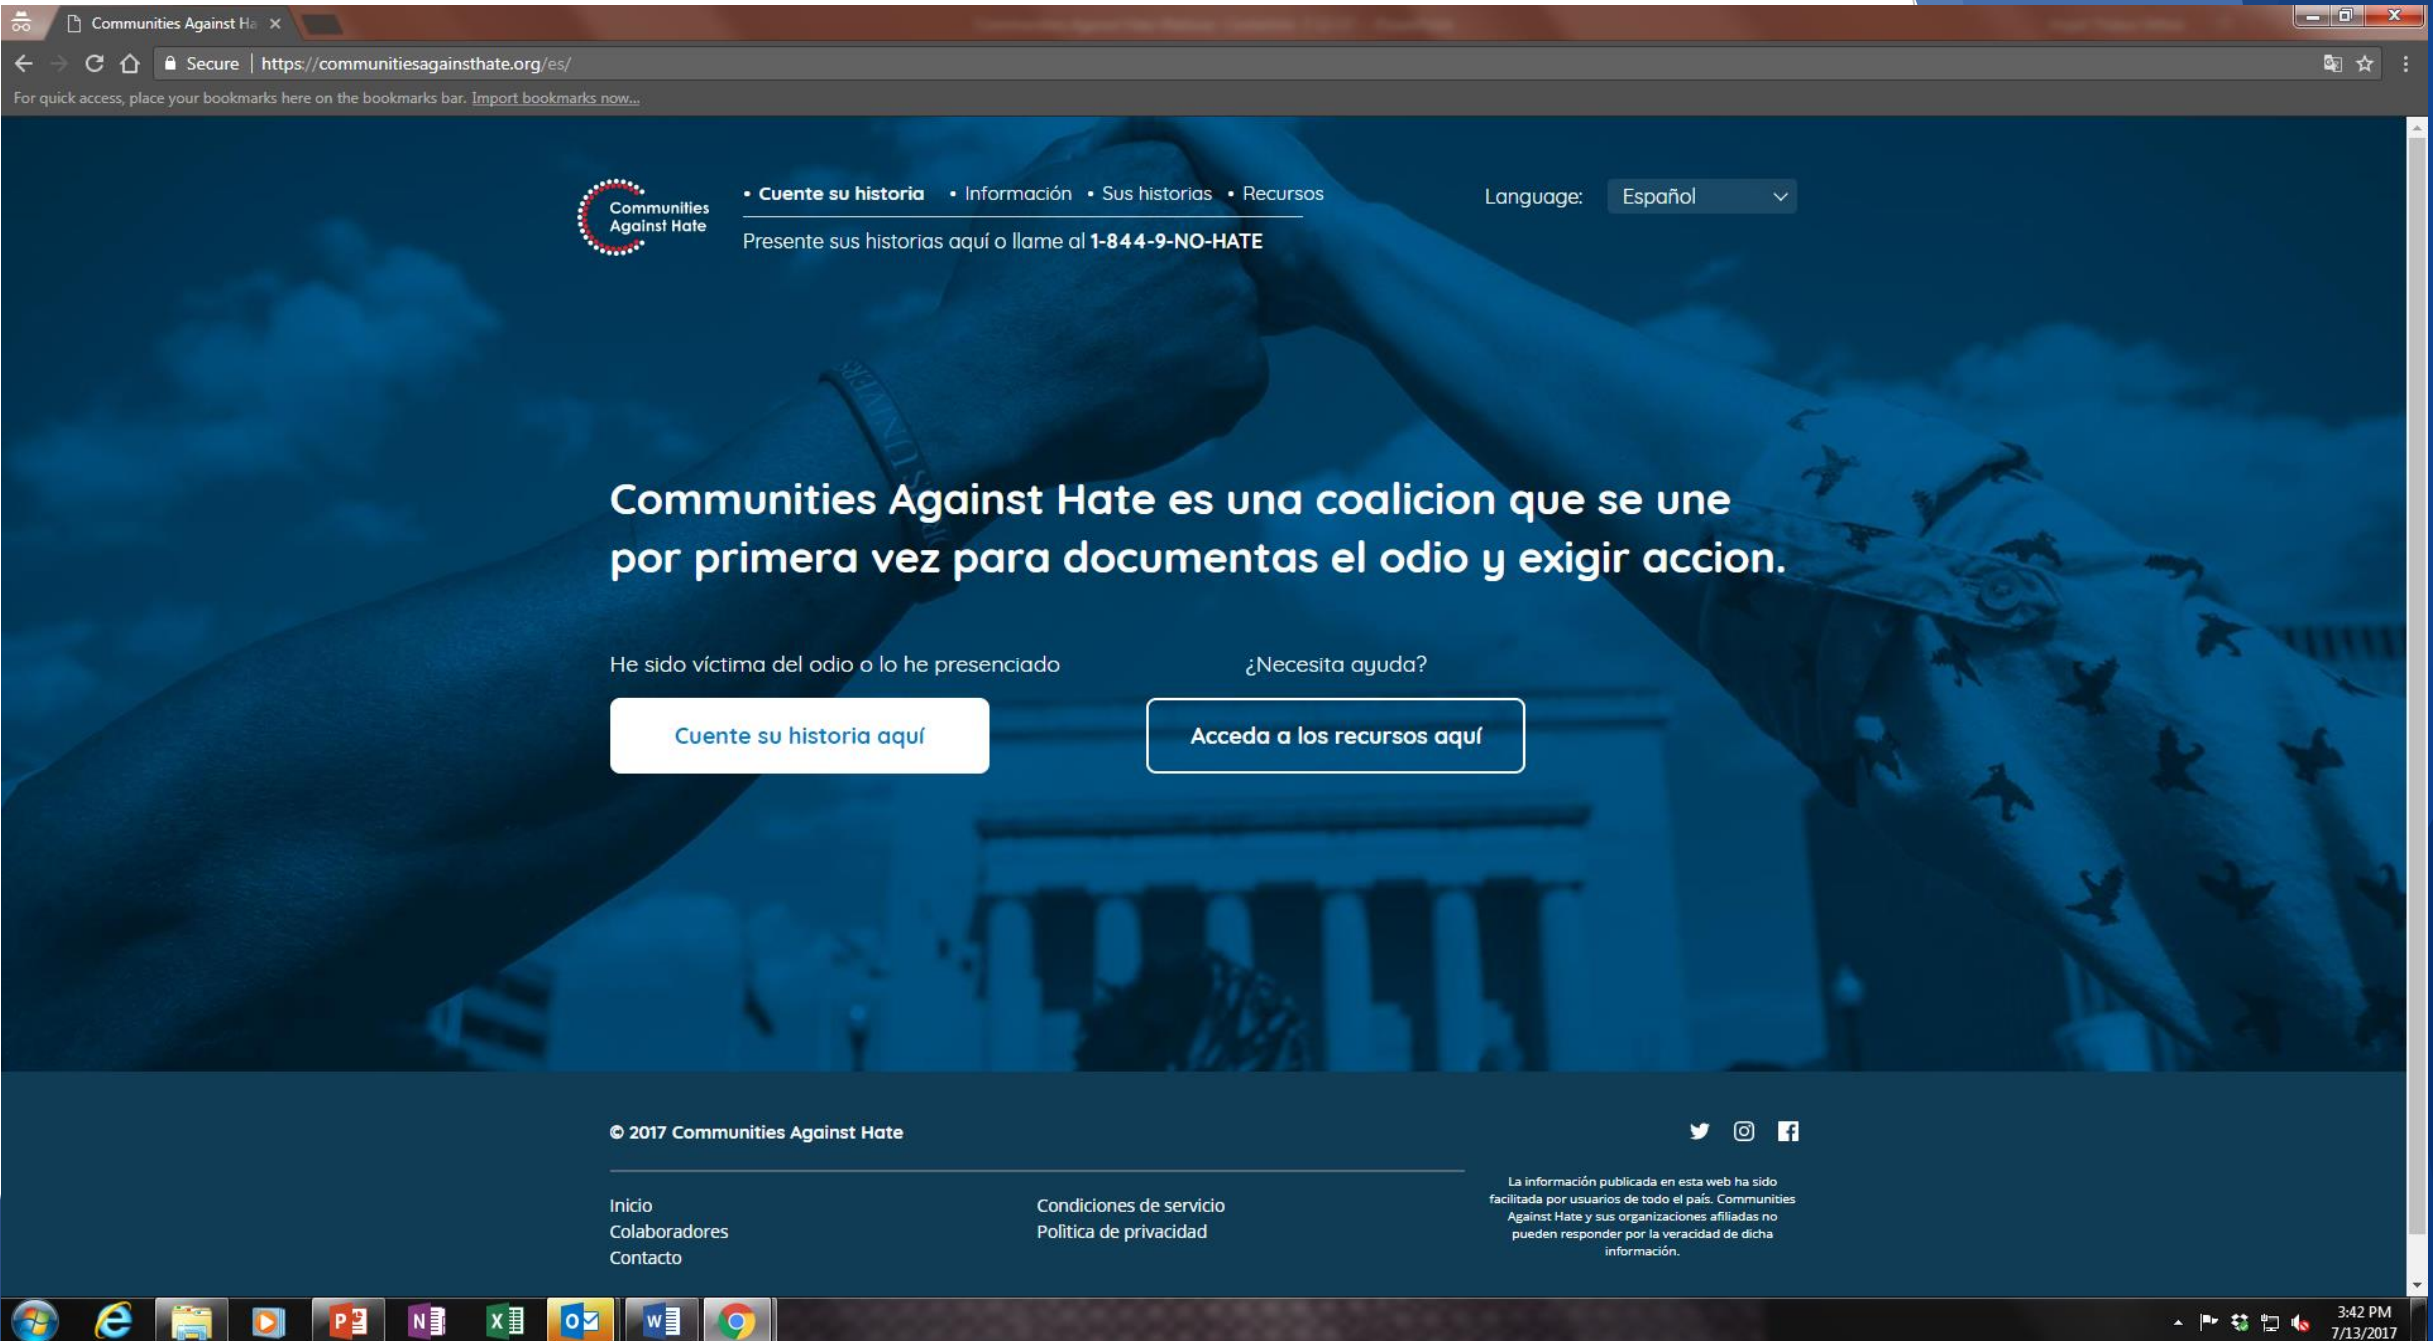 Communities Against Ha
Secure | https://communitiesagainsthate.org/es/
For quick access, place your bookmarks here on the bookmarks bar. Import bookmarks now...
Communities
Against Hate
• Cuente su historia • Información • Sus historias • Recursos
Language: Español
Presente sus historias aquí o llame al 1-844-9-NO-HATE
Communities Against Hate es una coalicion que se une
por primera vez para documentas el odio y exigir accion.
He sido víctima del odio o lo he presenciado
¿Necesita ayuda?
Cuente su historia aquí
Acceda a los recursos aquí
© 2017 Communities Against Hate
Inicio
Colaboradores
Contacto
Condiciones de servicio
Polìtica de privacidad
La información publicada en esta web ha sido
facilitada por usuarios de todo el país. Communities
Against Hate y sus organizaciones afiliadas no
pueden responder por la veracidad de dicha
información.
3:42 PM
7/13/2017